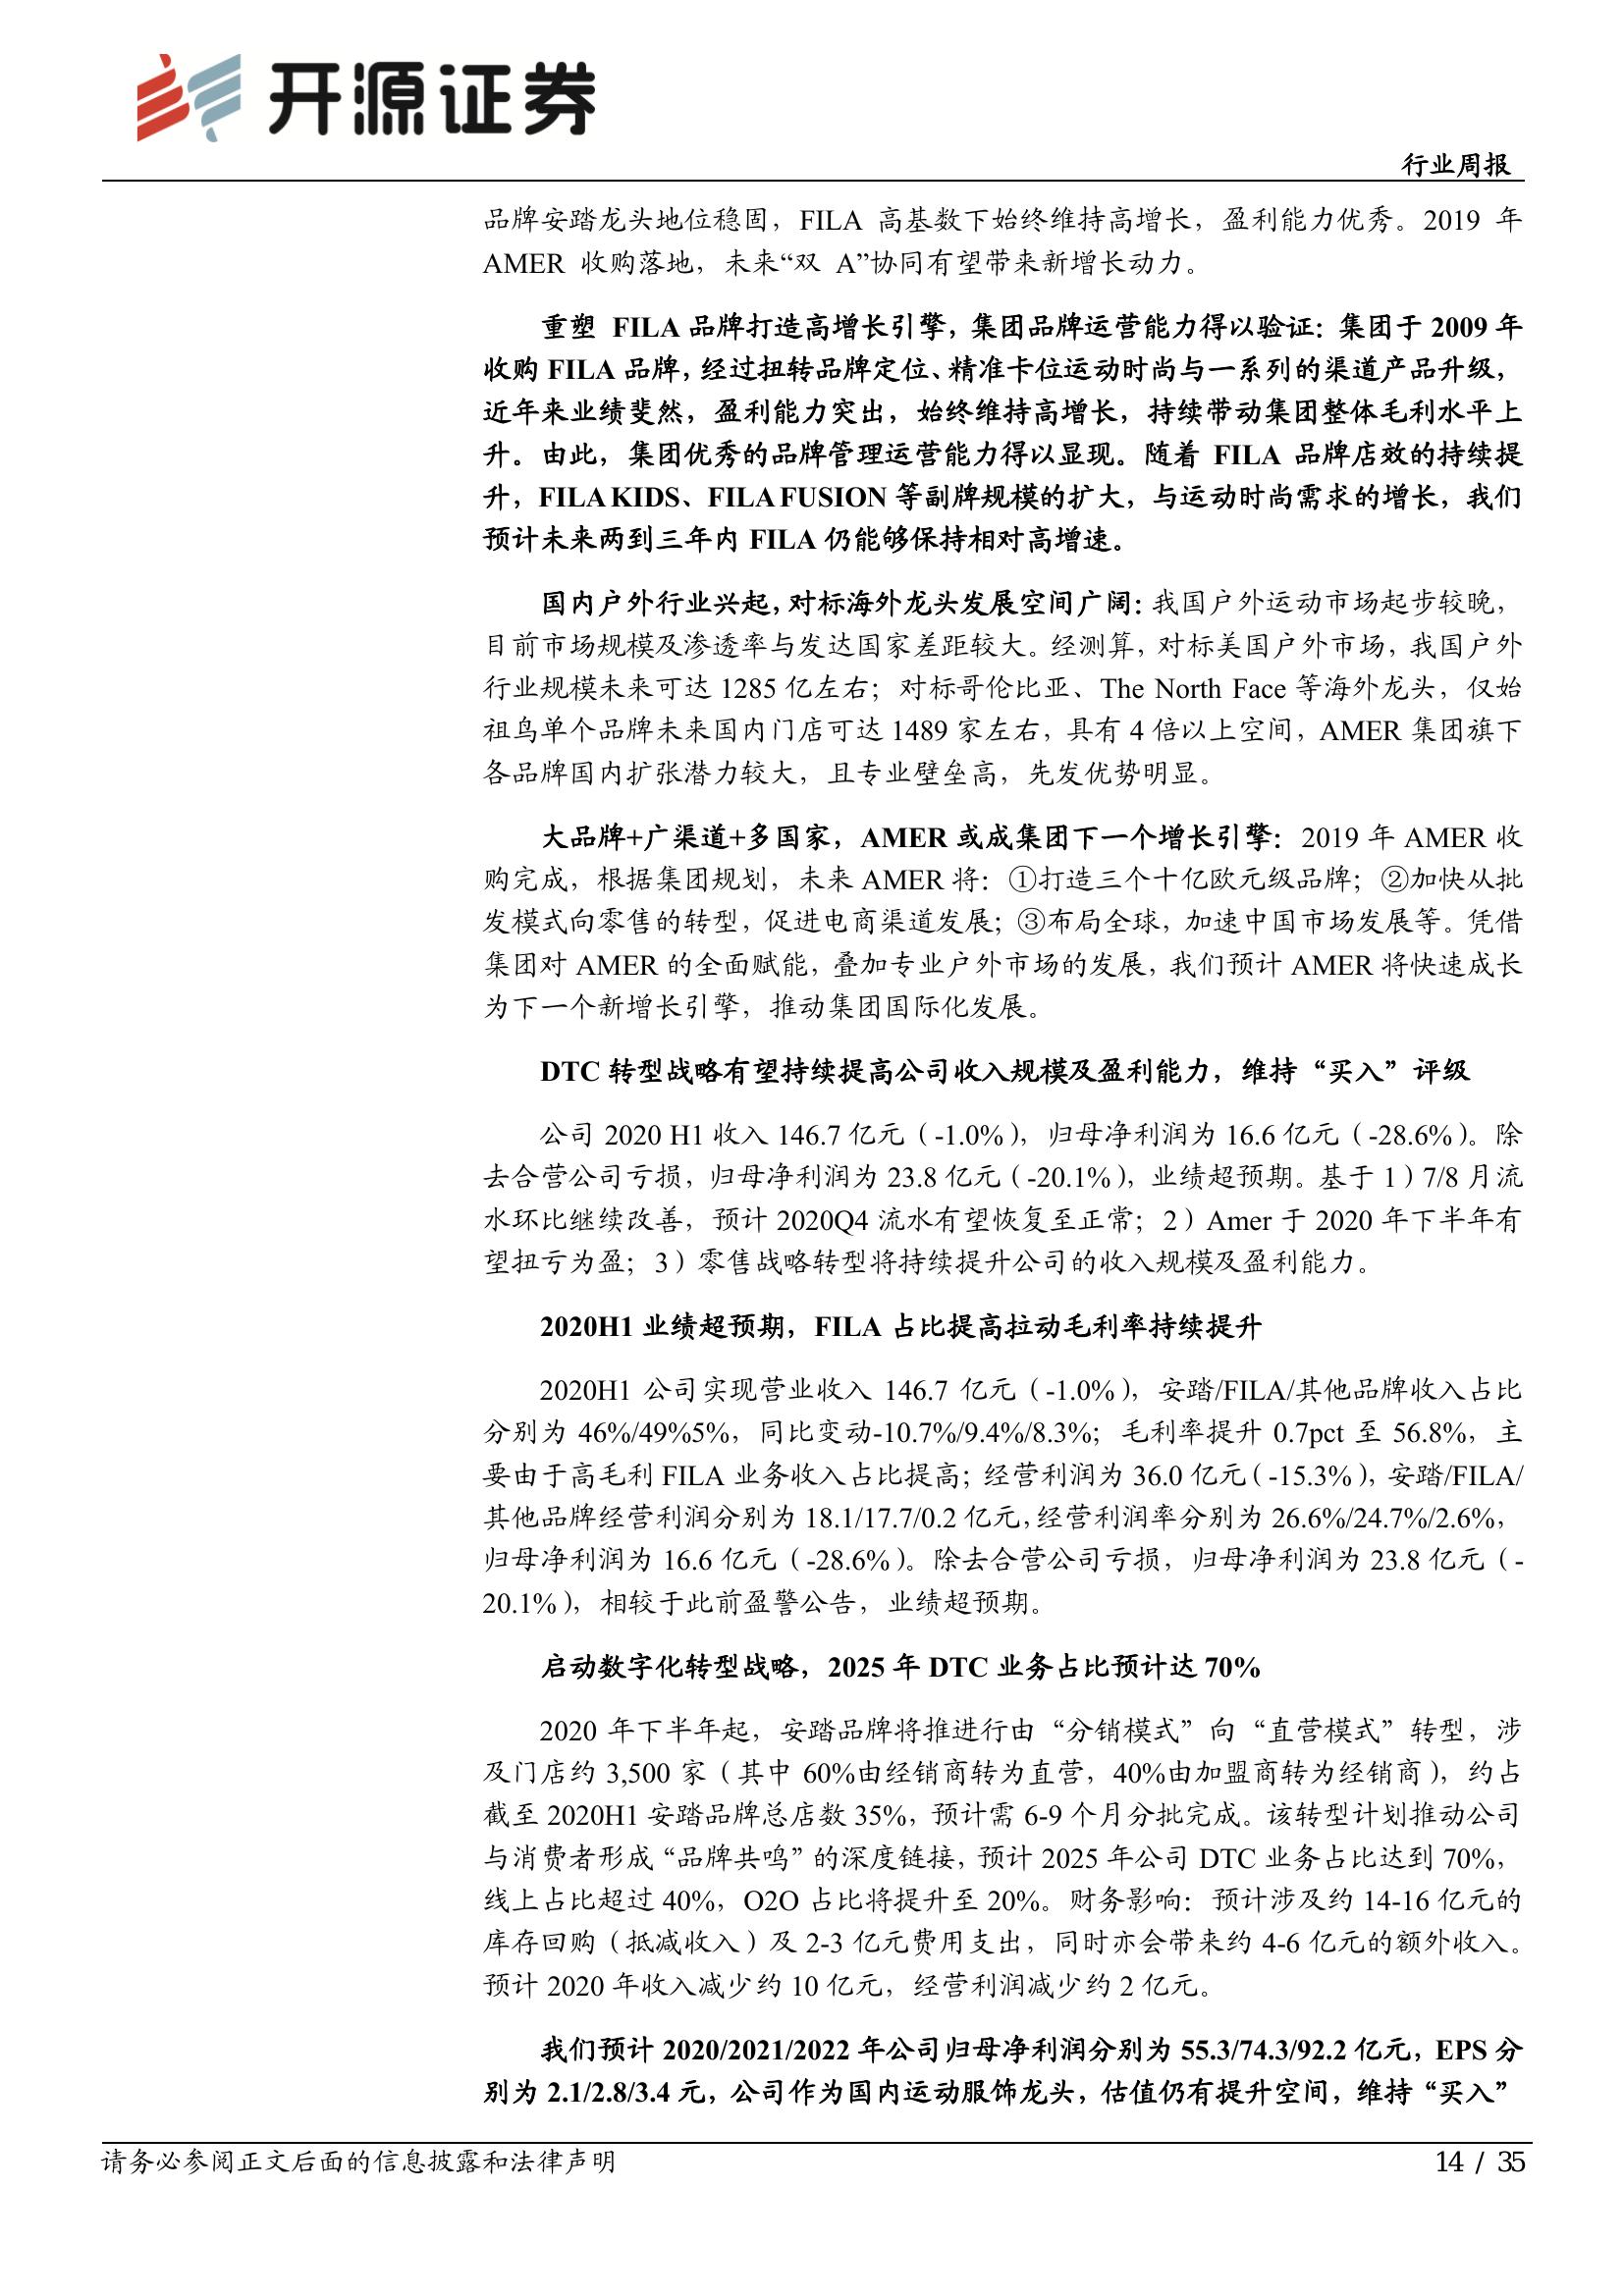 开源证券
行业周报
品牌安踏龙头地位稳固，FILA 高基数下始终维持高增长，盈利能力优秀。2019 年
AMER 收购落地，未来“双 A”协同有望带来新增长动力。
重塑 FILA 品牌打造高增长引擎，集团品牌运营能力得以验证：集团于 2009 年
收购 FILA 品牌，经过扭转品牌定位、精准卡位运动时尚与一系列的渠道产品升级，
近年来业绩斐然，盈利能力突出，始终维持高增长，持续带动集团整体毛利水平上
升。由此，集团优秀的品牌管理运营能力得以显现。随着 FILA 品牌店效的持续提
升，FILA KIDS、FILA FUSION 等副牌规模的扩大，与运动时尚需求的增长，我们
预计未来两到三年内 FILA 仍能够保持相对高增速。
国内户外行业兴起，对标海外龙头发展空间广阔：我国户外运动市场起步较晚，
目前市场规模及渗透率与发达国家差距较大。经测算，对标美国户外市场，我国户外
行业规模未来可达 1285 亿左右；对标哥伦比亚、The North Face 等海外龙头，仅始
祖鸟单个品牌未来国内门店可达 1489 家左右，具有 4 倍以上空间，AMER 集团旗下
各品牌国内扩张潜力较大，且专业壁垒高，先发优势明显。
大品牌+广渠道+多国家，AMER 或成集团下一个增长引擎：2019 年 AMER 收
购完成，根据集团规划，未来 AMER 将：①打造三个十亿欧元级品牌；②加快从批
发模式向零售的转型，促进电商渠道发展；③布局全球，加速中国市场发展等。凭借
集团对 AMER 的全面赋能，叠加专业户外市场的发展，我们预计 AMER 将快速成长
为下一个新增长引擎，推动集团国际化发展。
DTC 转型战略有望持续提高公司收入规模及盈利能力，维持“买入”评级
公司 2020 H1 收入 146.7 亿元（-1.0%），归母净利润为 16.6 亿元（-28.6%）。除
去合营公司亏损，归母净利润为 23.8 亿元（-20.1%），业绩超预期。基于 1）7/8 月流
水环比继续改善，预计 2020Q4 流水有望恢复至正常；2）Amer 于 2020 年下半年有
望扭亏为盈；3）零售战略转型将持续提升公司的收入规模及盈利能力。
2020H1 业绩超预期，FILA 占比提高拉动毛利率持续提升
2020H1 公司实现营业收入 146.7 亿元（-1.0%），安踏/FILA/其他品牌收入占比
分别为 46%/49%5%，同比变动-10.7%/9.4%/8.3%；毛利率提升 0.7pct 至 56.8%，主
要由于高毛利 FILA 业务收入占比提高；经营利润为 36.0 亿元（-15.3%），安踏/FILA/
其他品牌经营利润分别为 18.1/17.7/0.2 亿元，经营利润率分别为 26.6%/24.7%/2.6%，
归母净利润为 16.6 亿元（-28.6%）。除去合营公司亏损，归母净利润为 23.8 亿元（-
20.1%），相较于此前盈警公告，业绩超预期。
启动数字化转型战略，2025 年 DTC 业务占比预计达 70%
2020 年下半年起，安踏品牌将推进行由“分销模式”向“直营模式”转型，涉
及门店约 3,500 家（其中 60%由经销商转为直营，40%由加盟商转为经销商），约占
截至 2020H1 安踏品牌总店数 35%，预计需 6-9 个月分批完成。该转型计划推动公司
与消费者形成“品牌共鸣”的深度链接，预计 2025 年公司 DTC 业务占比达到 70%，
线上占比超过 40%，O2O 占比将提升至 20%。财务影响：预计涉及约 14-16 亿元的
库存回购（抵减收入）及 2-3 亿元费用支出，同时亦会带来约 4-6 亿元的额外收入。
预计 2020 年收入减少约 10 亿元，经营利润减少约 2 亿元。
我们预计 2020/2021/2022 年公司归母净利润分别为 55.3/74.3/92.2 亿元，EPS 分
别为 2.1/2.8/3.4 元，公司作为国内运动服饰龙头，估值仍有提升空间，维持“买入”
请务必参阅正文后面的信息披露和法律声明
14 / 35